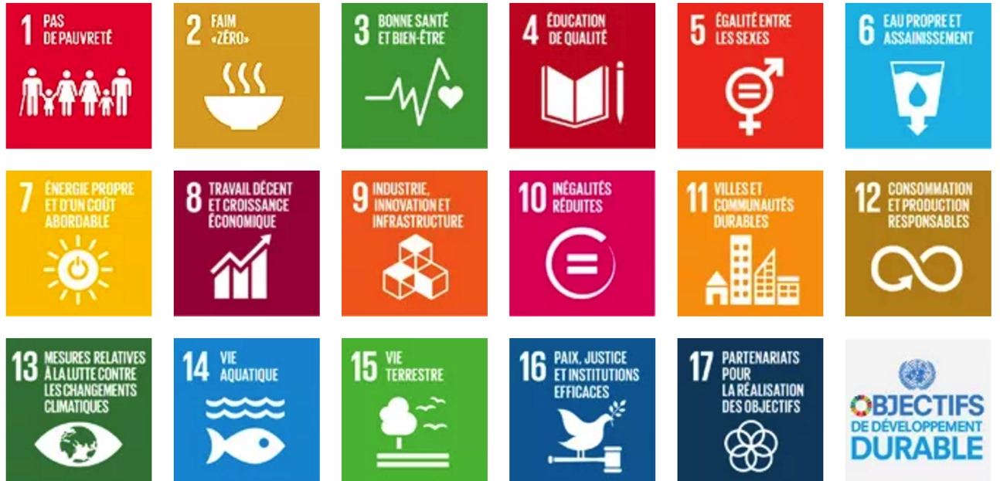 1 PAS
DE PAUVRETÉ
2 FAIM
«ZÉRO»
3 BONNE SANTÉ
ET BIEN-ÊTRE
4 ÉDUCATION
DE QUALITÉ
5 ÉGALITÉ ENTRE
LES SEXES
6 EAU PROPRE ET
ASSAINISSEMENT
7 ÉNERGIE PROPRE
ET D'UN COÛT
ABORDABLE
8 TRAVAIL DÉCENT
ET CROISSANCE
ÉCONOMIQUE
9 INDUSTRIE,
INNOVATION ET
INFRASTRUCTURE
10 INÉGALITÉS
RÉDUITES
11 VILLES ET
COMMUNAUTÉS
DURABLES
12 CONSOMMATION
ET PRODUCTION
RESPONSABLES
13 MESURES RELATIVES
À LA LUTTE CONTRE
LES CHANGEMENTS
CLIMATIQUES
14 VIE
AQUATIQUE
15 VIE
TERRESTRE
16 PAIX, JUSTICE
ET INSTITUTIONS
EFFICACES
17 PARTENARIATS
POUR
LA RÉALISATION
DES OBJECTIFS
OBJECTIFS
DE DÉVELOPPEMENT
DURABLE